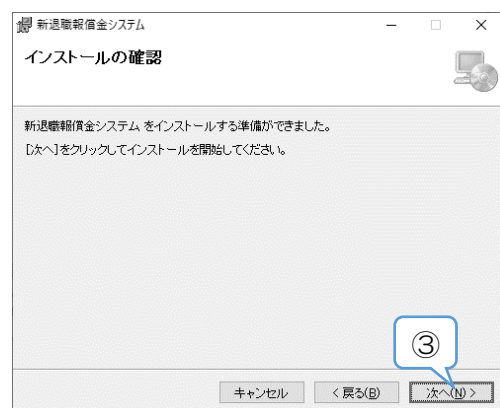 新退職報償金システム
インストールの確認
新退職報償金システム をインストールする準備ができました。
[次へ]をクリックしてインストールを開始してください。
③
キャンセル
< 戻る(B)
次へ(N) >